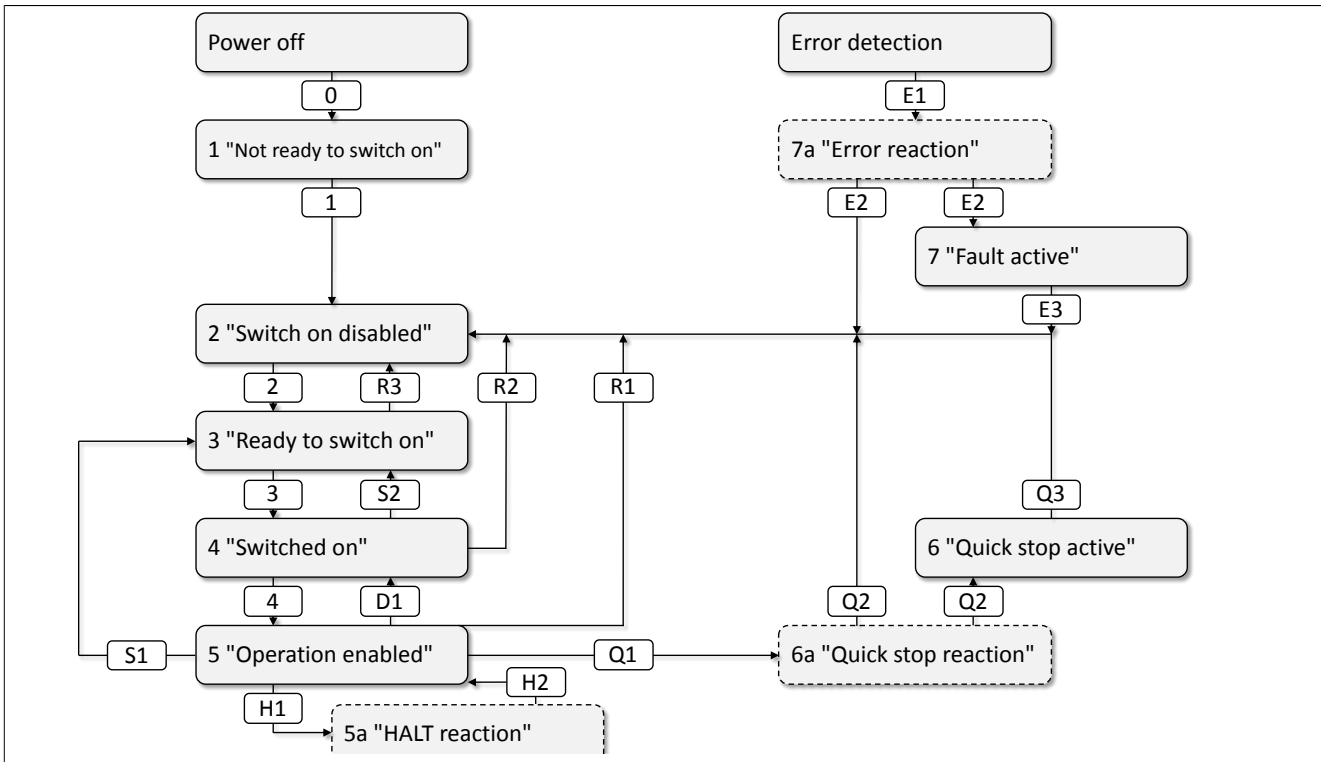 Power off
Error detection
0
E1
1 "Not ready to switch on"
7a "Error reaction"
1
E2
E2
7 "Fault active"
E3
2 "Switch on disabled"
2
R3
R2
R1
3 "Ready to switch on"
3
S2
Q3
4 "Switched on"
6 "Quick stop active"
4
D1
Q2
Q2
S1
5 "Operation enabled"
Q1
6a "Quick stop reaction"
H2
H1
5a "HALT reaction"